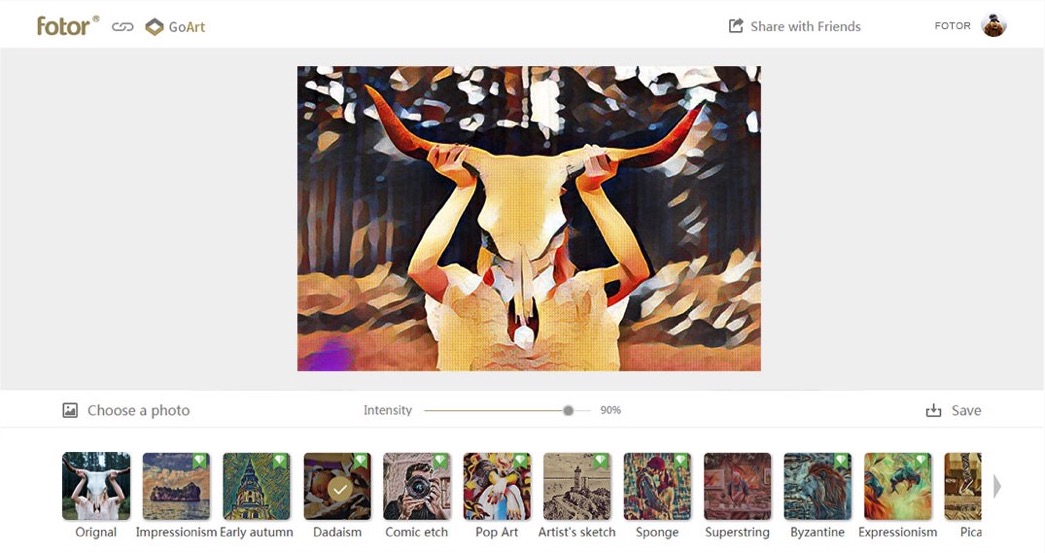 fotor® GoArt Share with Friends FOTOR
Choose a photo Intensity 90% Save
Orignal Impressionism Early autumn Dadaism Comic etch Pop Art Artist's sketch Sponge Superstring Byzantine Expressionism Pica